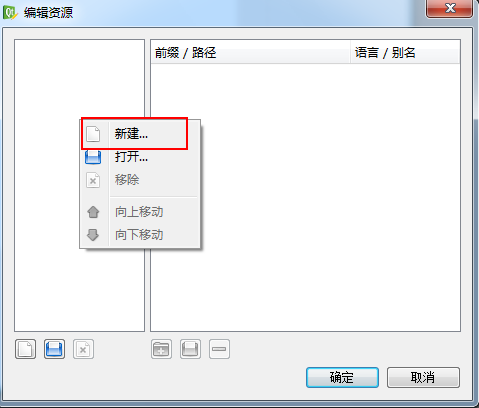 编辑资源
前缀 / 路径
语言 / 别名
新建...
打开...
移除
向上移动
向下移动
确定
取消